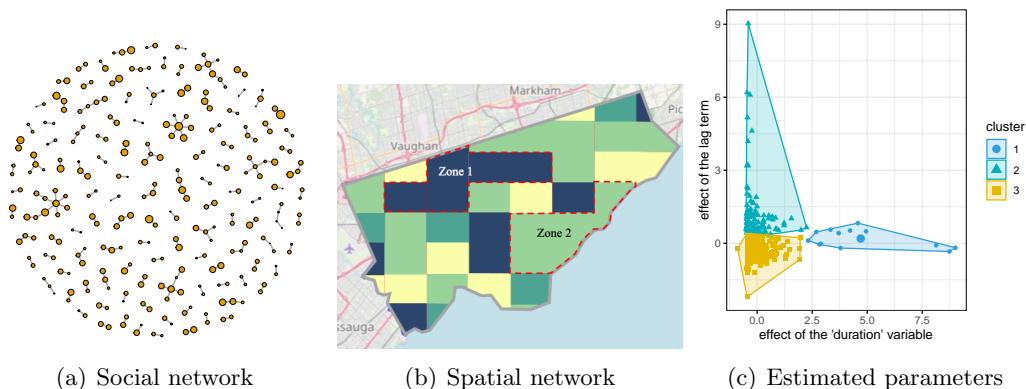 Markham
Pic
Vaughan
Zone 1
Zone 2
ssauga
9
6
3
0
effect of the lag term
0.0
2.5
5.0
7.5
effect of the 'duration' variable
cluster
1
2
3
(a) Social network
(b) Spatial network
(c) Estimated parameters